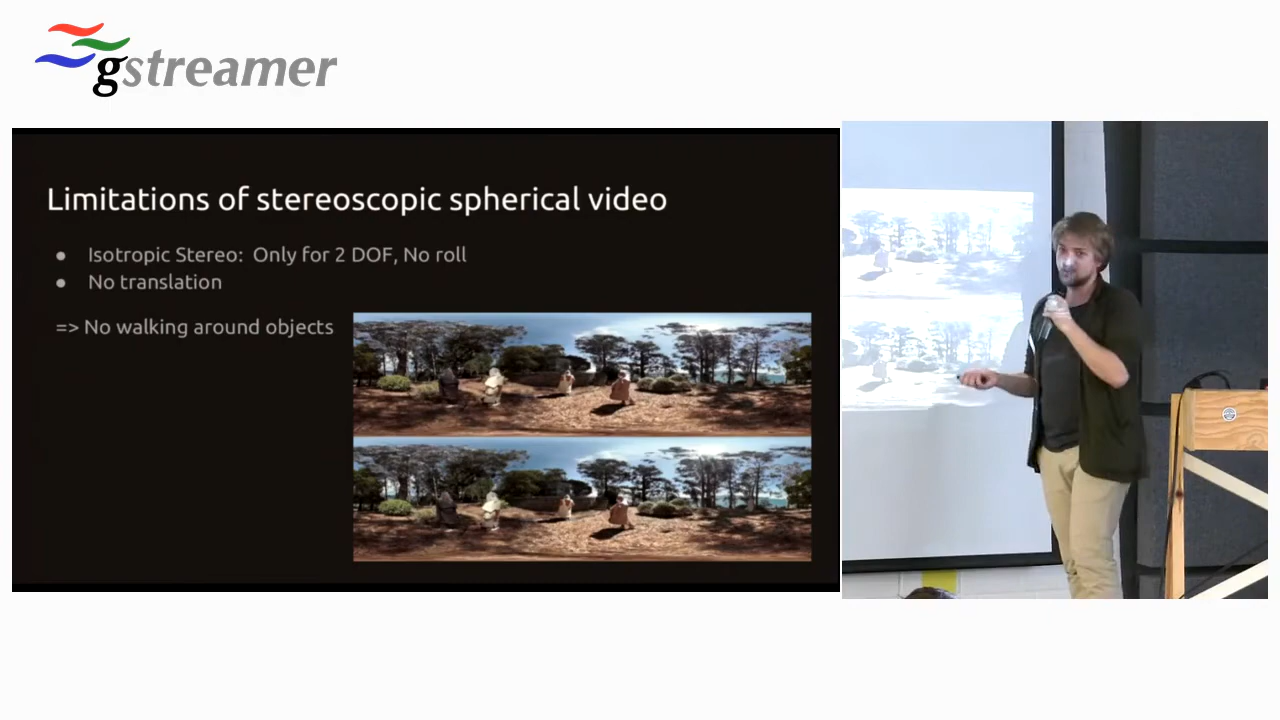 gstreamer
Limitations of stereoscopic spherical video
● Isotropic Stereo: Only for 2 DOF, No roll
● No translation
=> No walking around objects